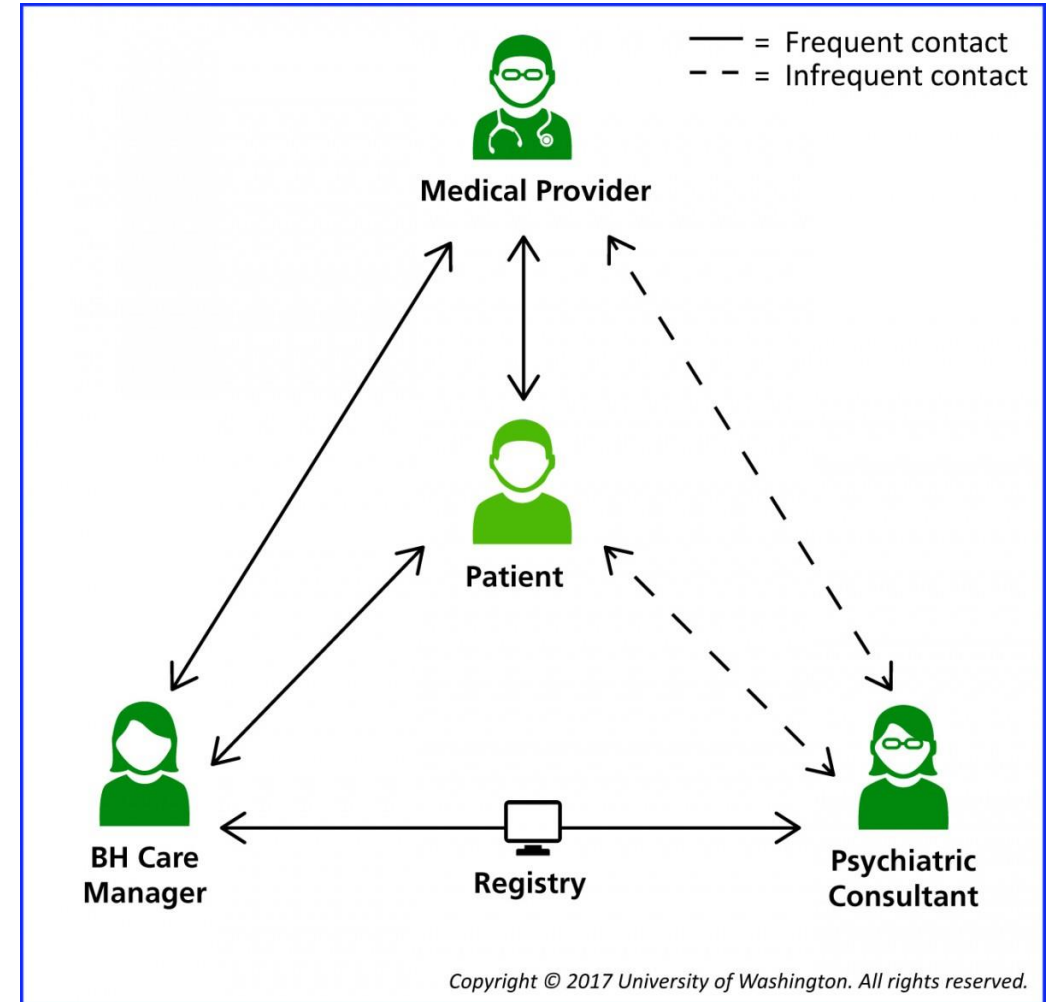 = Frequent contact
= Infrequent contact
Medical Provider
Patient
BH Care
Manager
Registry
Psychiatric
Consultant
Copyright © 2017 University of Washington. All rights reserved.